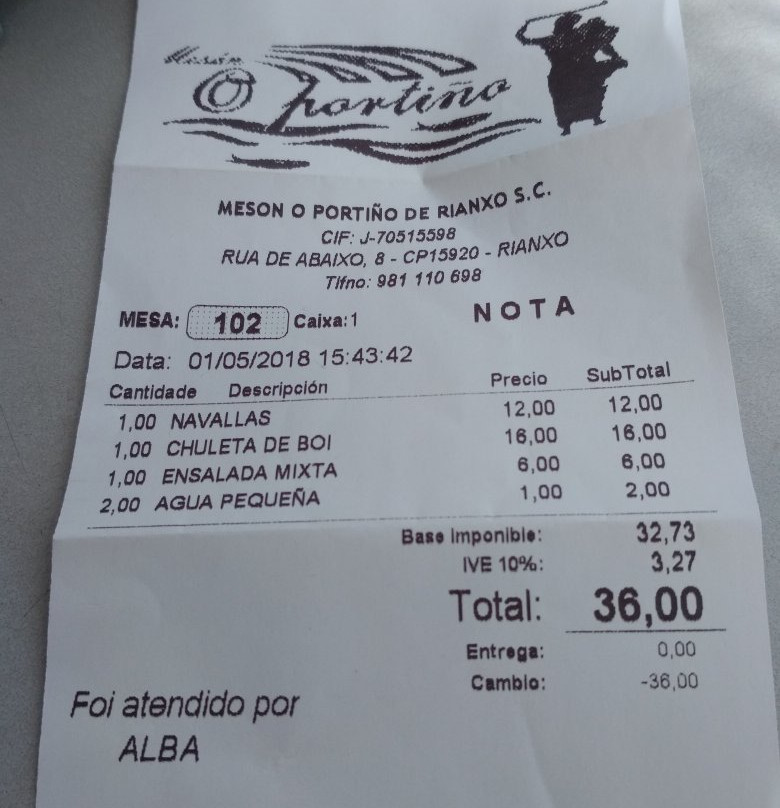 Mesón
O Portiño
MESON O PORTIÑO DE RIANXO S.C.
CIF: J-70515598
RUA DE ABAIXO, 8 - CP15920 - RIANXO
Tlfno: 981 110 698
MESA: 102 Caixa: 1 NOTA
Data: 01/05/2018 15:43:42
Cantidade Descripción Precio SubTotal
1,00 NAVALLAS 12,00 12,00
1,00 CHULETA DE BOI 16,00 16,00
1,00 ENSALADA MIXTA 6,00 6,00
2,00 AGUA PEQUEÑA 1,00 2,00
Base Imponible: 32,73
IVE 10%: 3,27
Total: 36,00
Entrega: 0,00
Cambio: -36,00
Foi atendido por
ALBA